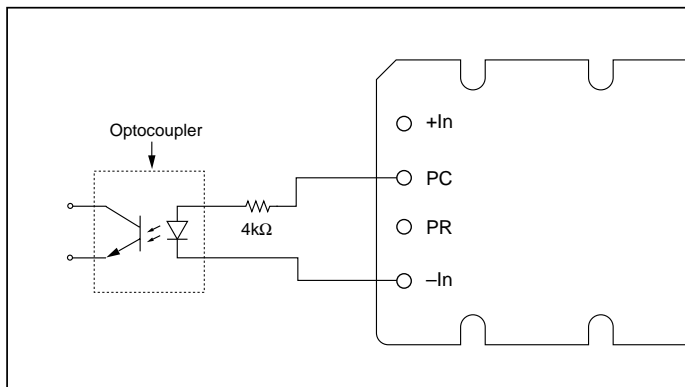 Optocoupler
4kΩ
+In
PC
PR
–In